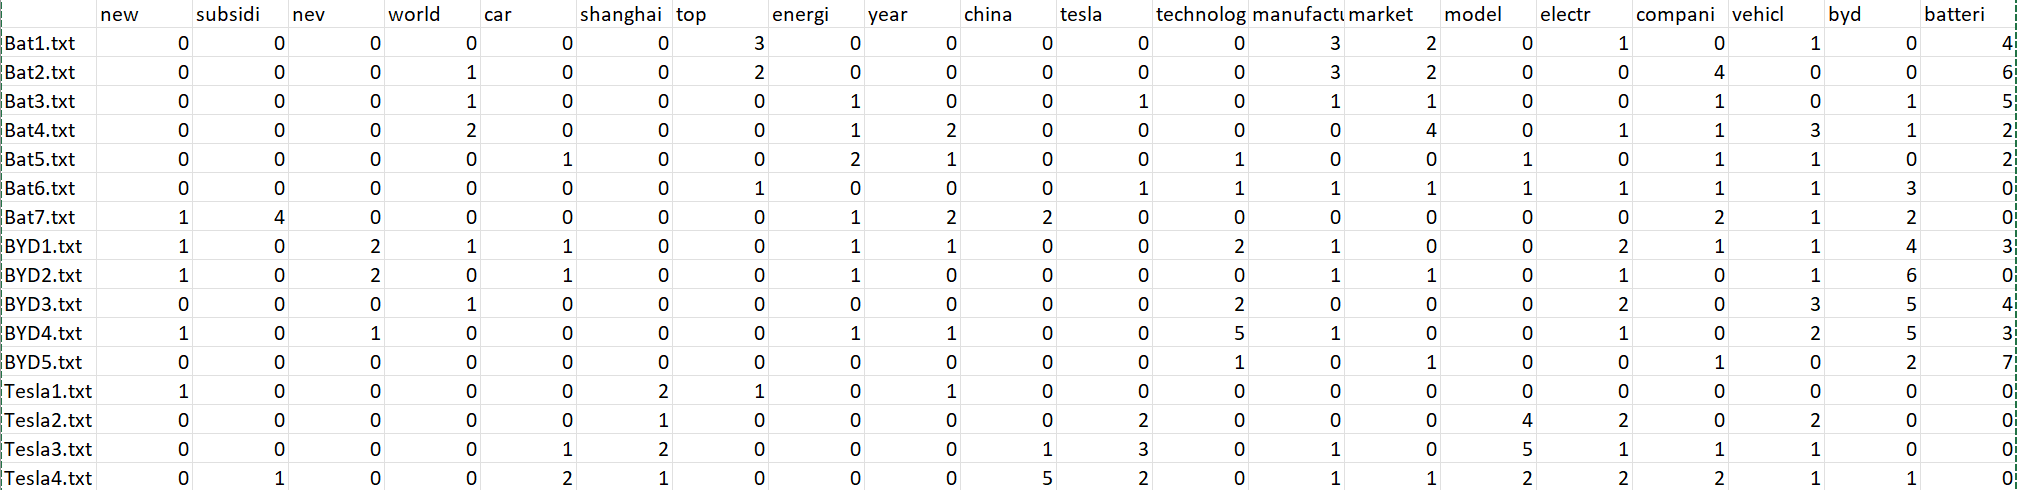 new subsidi nev world car shanghai top energi year china tesla technolog manufactu market model electr compani vehicl byd batteri
Bat1.txt 0 0 0 0 0 0 3 0 0 0 0 0 3 2 0 1 0 1 0 4
Bat2.txt 0 0 0 1 0 0 2 0 0 0 0 0 3 2 0 0 4 0 0 6
Bat3.txt 0 0 0 1 0 0 0 1 0 0 1 0 1 1 0 0 1 0 1 5
Bat4.txt 0 0 0 2 0 0 0 1 2 0 0 0 0 4 0 1 1 3 1 2
Bat5.txt 0 0 0 0 1 0 0 2 1 0 0 1 0 0 1 0 1 1 0 2
Bat6.txt 0 0 0 0 0 0 1 0 0 0 1 1 1 1 1 1 1 1 3 0
Bat7.txt 1 4 0 0 0 0 0 1 2 2 0 0 0 0 0 0 2 1 2 0
BYD1.txt 1 0 2 1 1 0 0 1 1 0 0 2 1 0 0 2 1 1 4 3
BYD2.txt 1 0 2 0 1 0 0 1 0 0 0 0 1 1 0 1 0 1 6 0
BYD3.txt 0 0 0 1 0 0 0 0 0 0 0 2 0 0 0 2 0 3 5 4
BYD4.txt 1 0 1 0 0 0 0 1 1 0 0 5 1 0 0 1 0 2 5 3
BYD5.txt 0 0 0 0 0 0 0 0 0 0 0 1 0 1 0 0 1 0 2 7
Tesla1.txt 1 0 0 0 0 2 1 0 1 0 0 0 0 0 0 0 0 0 0 0
Tesla2.txt 0 0 0 0 0 1 0 0 0 0 2 0 0 0 4 2 0 2 0 0
Tesla3.txt 0 0 0 0 1 2 0 0 0 1 3 0 1 0 5 1 1 1 0 0
Tesla4.txt 0 1 0 0 2 1 0 0 0 5 2 0 1 1 2 2 2 1 1 0